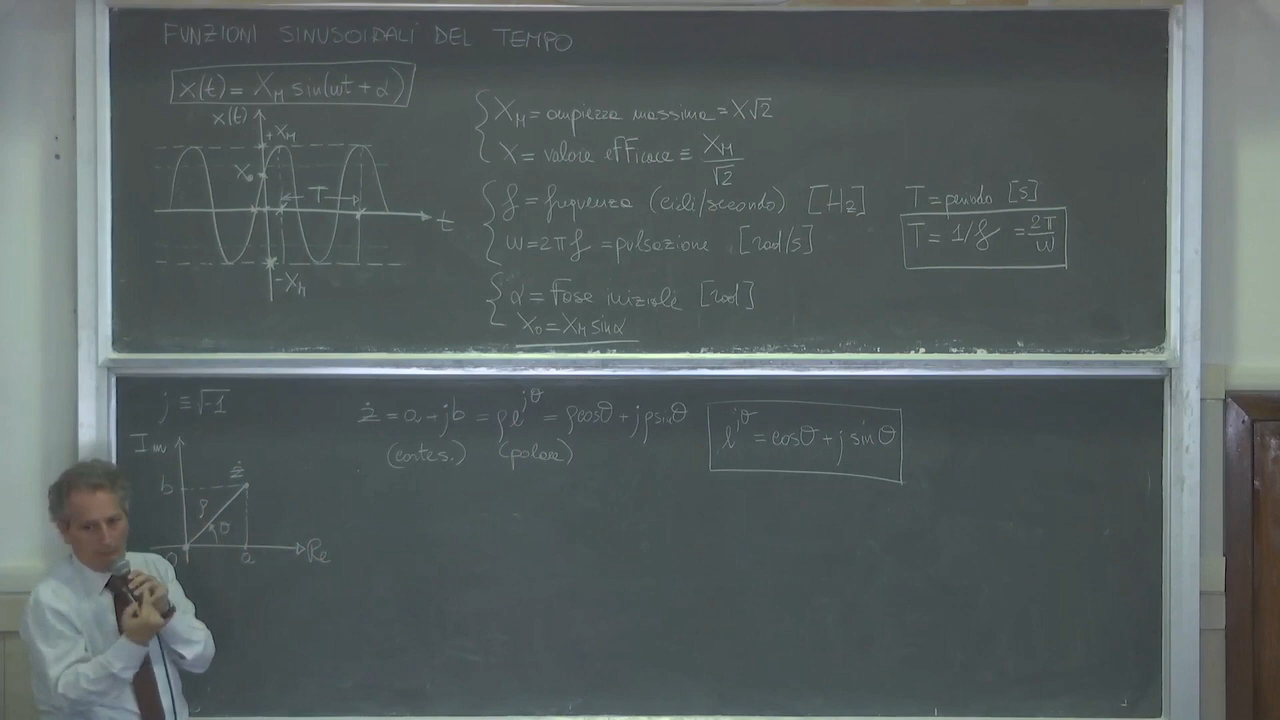 FUNZIONI SINUSOIDALI DEL TEMPO
x(t) = X_M sin(ωt + α)
x(t)
+X_M
X_0
T
t
-X_M
X_M = ampiezza massima = X√2
X = valore efficace ≡ X_M/√2
f = frequenza (cicli/secondo) [Hz]
ω = 2πf = pulsazione [rad/s]
T = periodo [s]
T = 1/f = 2π/ω
α = fase iniziale [rad]
X_0 = X_M sinα
j ≡ √-1
ż = a + jb = ρe^jθ = ρcosθ + jρsinθ
(cartes.) (polare)
e^jθ = cosθ + j sinθ
Im
b
ż
ρ
θ
0
a
Re